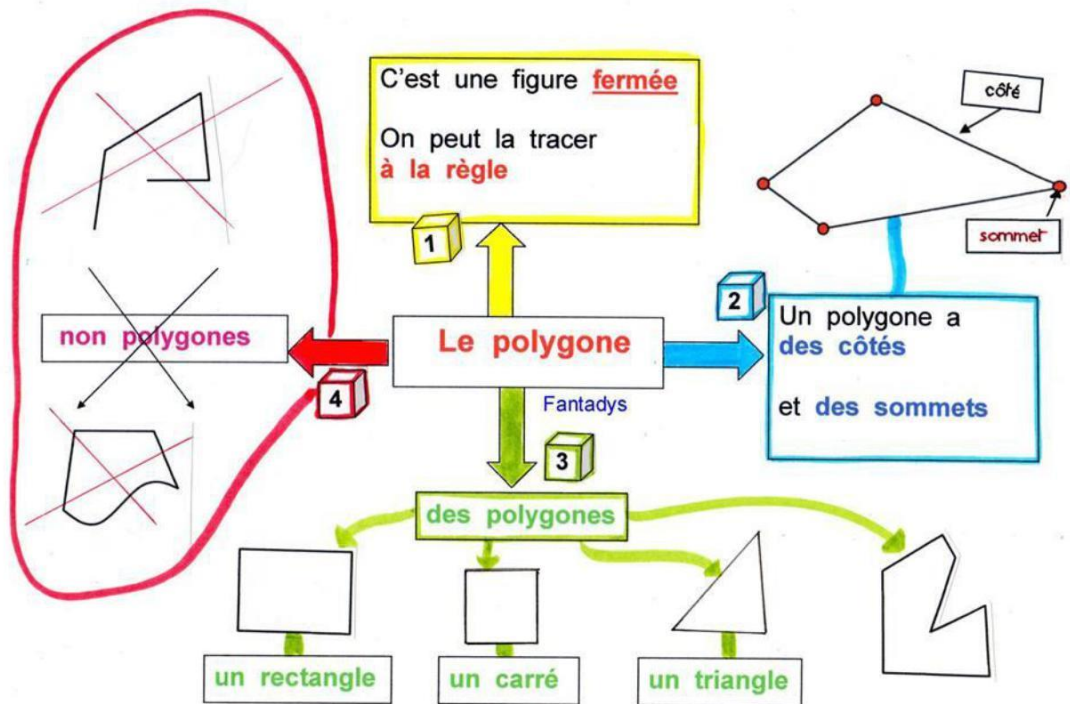 C'est une figure fermée
On peut la tracer
à la règle
côté
sommet
1
2
Un polygone a
des côtés
et des sommets
non polygones
Le polygone
4
Fantadys
3
des polygones
un rectangle
un carré
un triangle